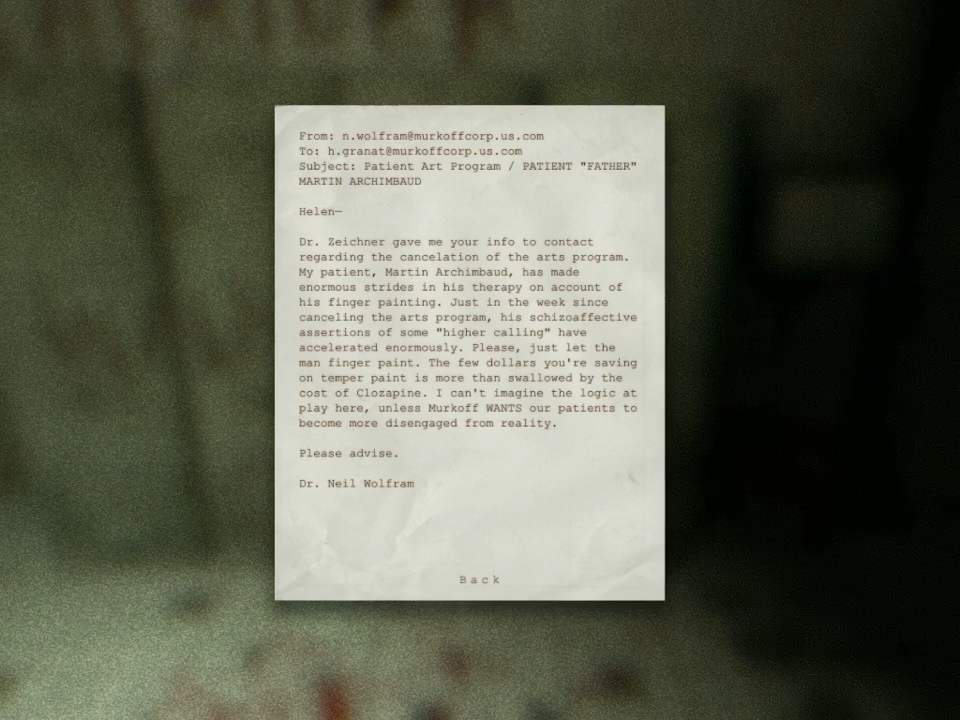 From: n.wolfram@murkoffcorp.us.com
To: h.granat@murkoffcorp.us.com
Subject: Patient Art Program / PATIENT "FATHER"
MARTIN ARCHIMBAUD
Helen—
Dr. Zeichner gave me your info to contact
regarding the cancelation of the arts program.
My patient, Martin Archimbaud, has made
enormous strides in his therapy on account of
his finger painting. Just in the week since
canceling the arts program, his schizoaffective
assertions of some "higher calling" have
accelerated enormously. Please, just let the
man finger paint. The few dollars you're saving
on temper paint is more than swallowed by the
cost of Clozapine. I can't imagine the logic at
play here, unless Murkoff WANTS our patients to
become more disengaged from reality.
Please advise.
Dr. Neil Wolfram
Back